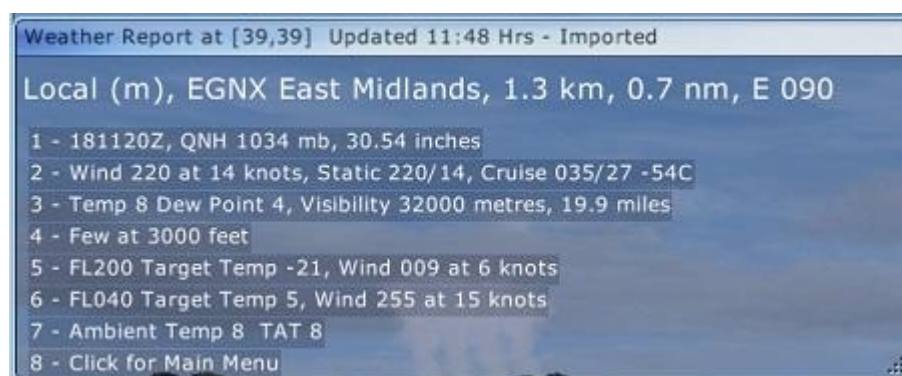 Weather Report at [39,39] Updated 11:48 Hrs - Imported
Local (m), EGNX East Midlands, 1.3 km, 0.7 nm, E 090
1 - 181120Z, QNH 1034 mb, 30.54 inches
2 - Wind 220 at 14 knots, Static 220/14, Cruise 035/27 -54C
3 - Temp 8 Dew Point 4, Visibility 32000 metres, 19.9 miles
4 - Few at 3000 feet
5 - FL200 Target Temp -21, Wind 009 at 6 knots
6 - FL040 Target Temp 5, Wind 255 at 15 knots
7 - Ambient Temp 8 TAT 8
8 - Click for Main Menu